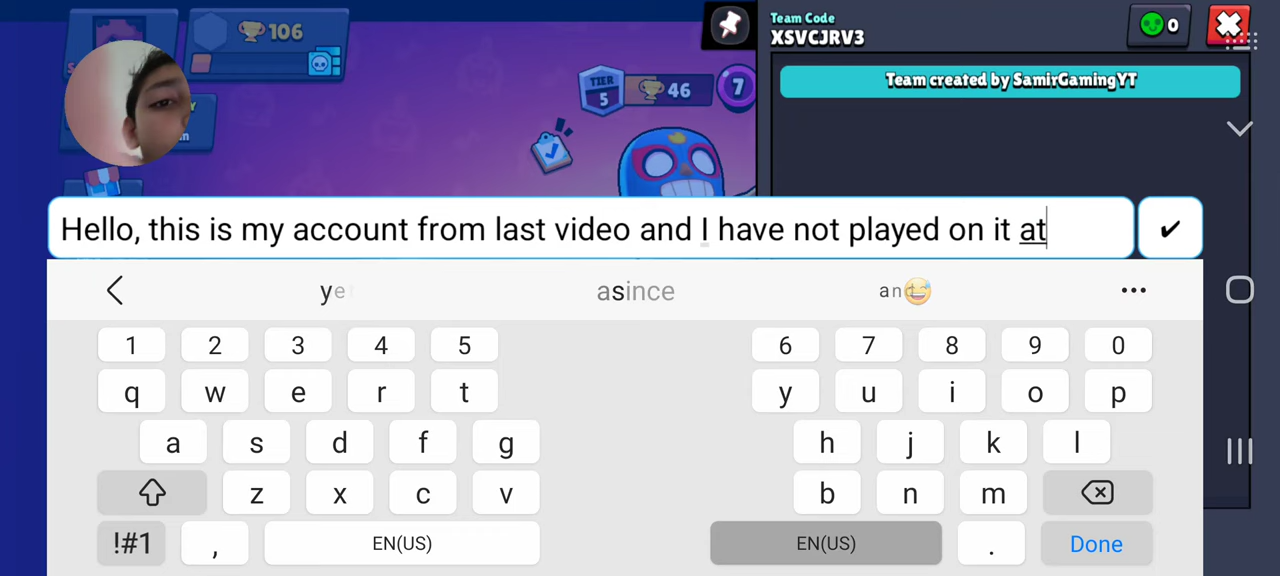 106
Team Code
XSVCJRV3
0
Team created by SamirGamingYT
TIER
5
46
7
Hello, this is my account from last video and I have not played on it at
asince
1 2 3 4 5 6 7 8 9 0
q w e r t y u i o p
a s d f g h j k l
z x c v b n m
!#1 , EN(US) EN(US) . Done